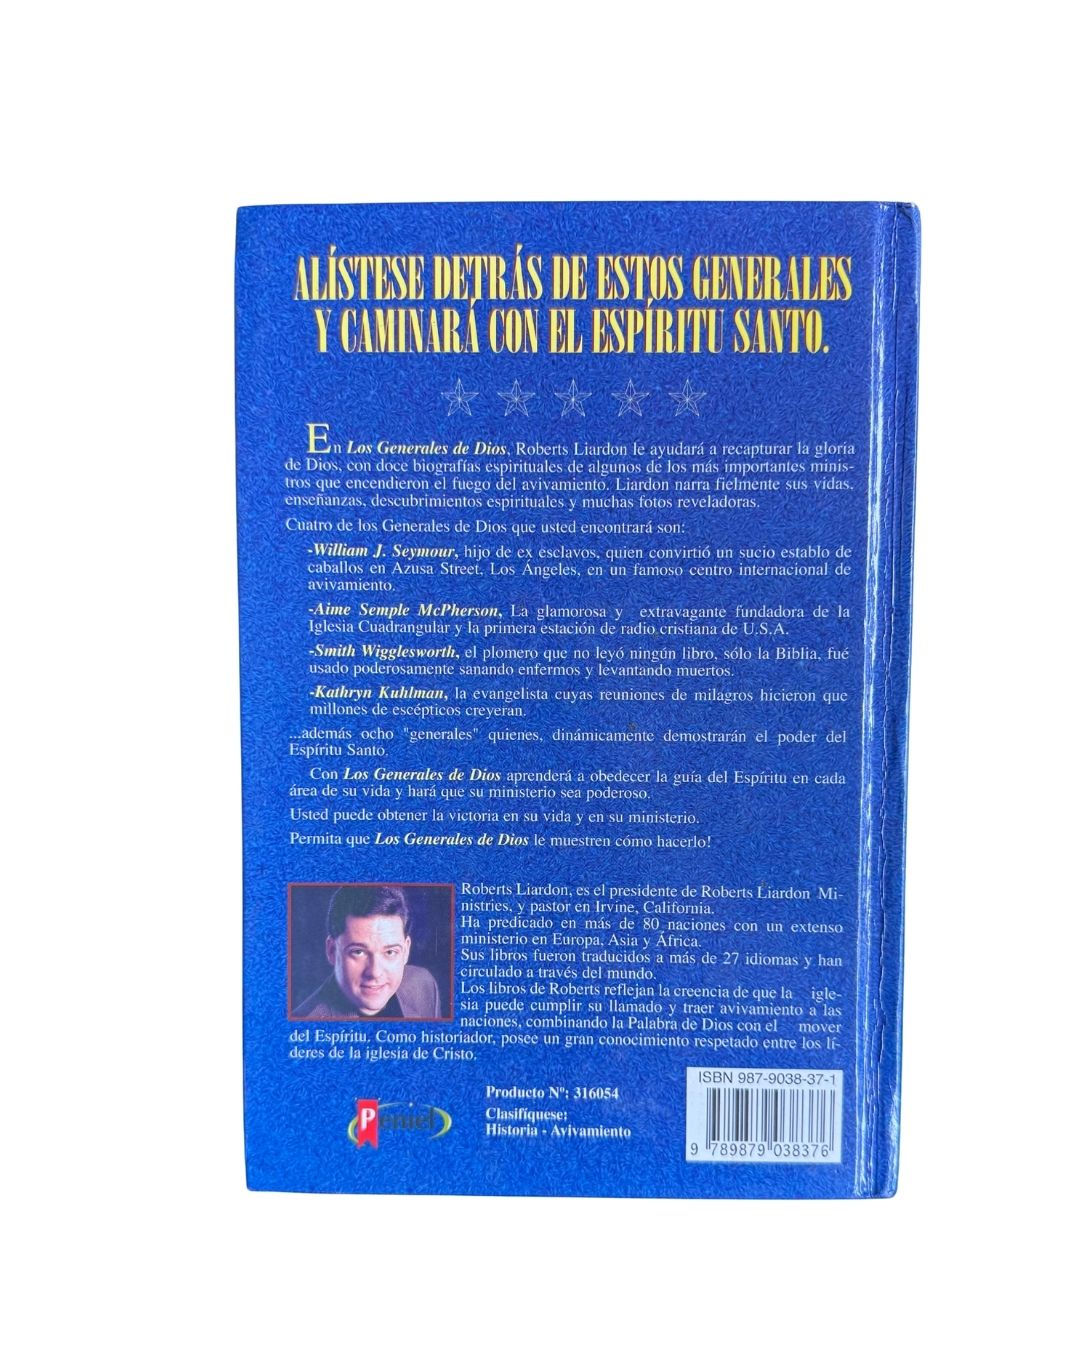 ALÍSTESE DETRÁS DE ESTOS GENERALES
Y CAMINARÁ CON EL ESPÍRITU SANTO.
En Los Generales de Dios, Roberts Liardon le ayudará a recapturar la gloria
de Dios, con doce biografías espirituales de algunos de los más importantes minis-
tros que encendieron el fuego del avivamiento. Liardon narra fielmente sus vidas,
enseñanzas, descubrimientos espirituales y muchas fotos reveladoras.
Cuatro de los Generales de Dios que usted encontrará son:
-William J. Seymour, hijo de ex esclavos, quien convirtió un sucio establo de
caballos en Azusa Street, Los Ángeles, en un famoso centro internacional de
avivamiento.
-Aime Semple McPherson, La glamorosa y extravagante fundadora de la
Iglesia Cuadrangular y la primera estación de radio cristiana de U.S.A.
-Smith Wigglesworth, el plomero que no leyó ningún libro, sólo la Biblia, fué
usado poderosamente sanando enfermos y levantando muertos.
-Kathryn Kuhlman, la evangelista cuyas reuniones de milagros hicieron que
millones de escépticos creyeran.
...además ocho "generales" quienes, dinámicamente demostrarán el poder del
Espíritu Santo.
Con Los Generales de Dios aprenderá a obedecer la guía del Espíritu en cada
área de su vida y hará que su ministerio sea poderoso.
Usted puede obtener la victoria en su vida y en su ministerio.
Permita que Los Generales de Dios le muestren cómo hacerlo!
Roberts Liardon, es el presidente de Roberts Liardon Mi-
nistries, y pastor en Irvine, California.
Ha predicado en más de 80 naciones con un extenso
ministerio en Europa, Asia y África.
Sus libros fueron traducidos a más de 27 idiomas y han
circulado a través del mundo.
Los libros de Roberts reflejan la creencia de que la igle-
sia puede cumplir su llamado y traer avivamiento a las
naciones, combinando la Palabra de Dios con el mover
del Espíritu. Como historiador, posee un gran conocimiento respetado entre los lí-
deres de la iglesia de Cristo.
Peniel
Producto Nº: 316054
Clasifíquese:
Historia - Avivamiento
ISBN 987-9038-37-1
9 789879 038376